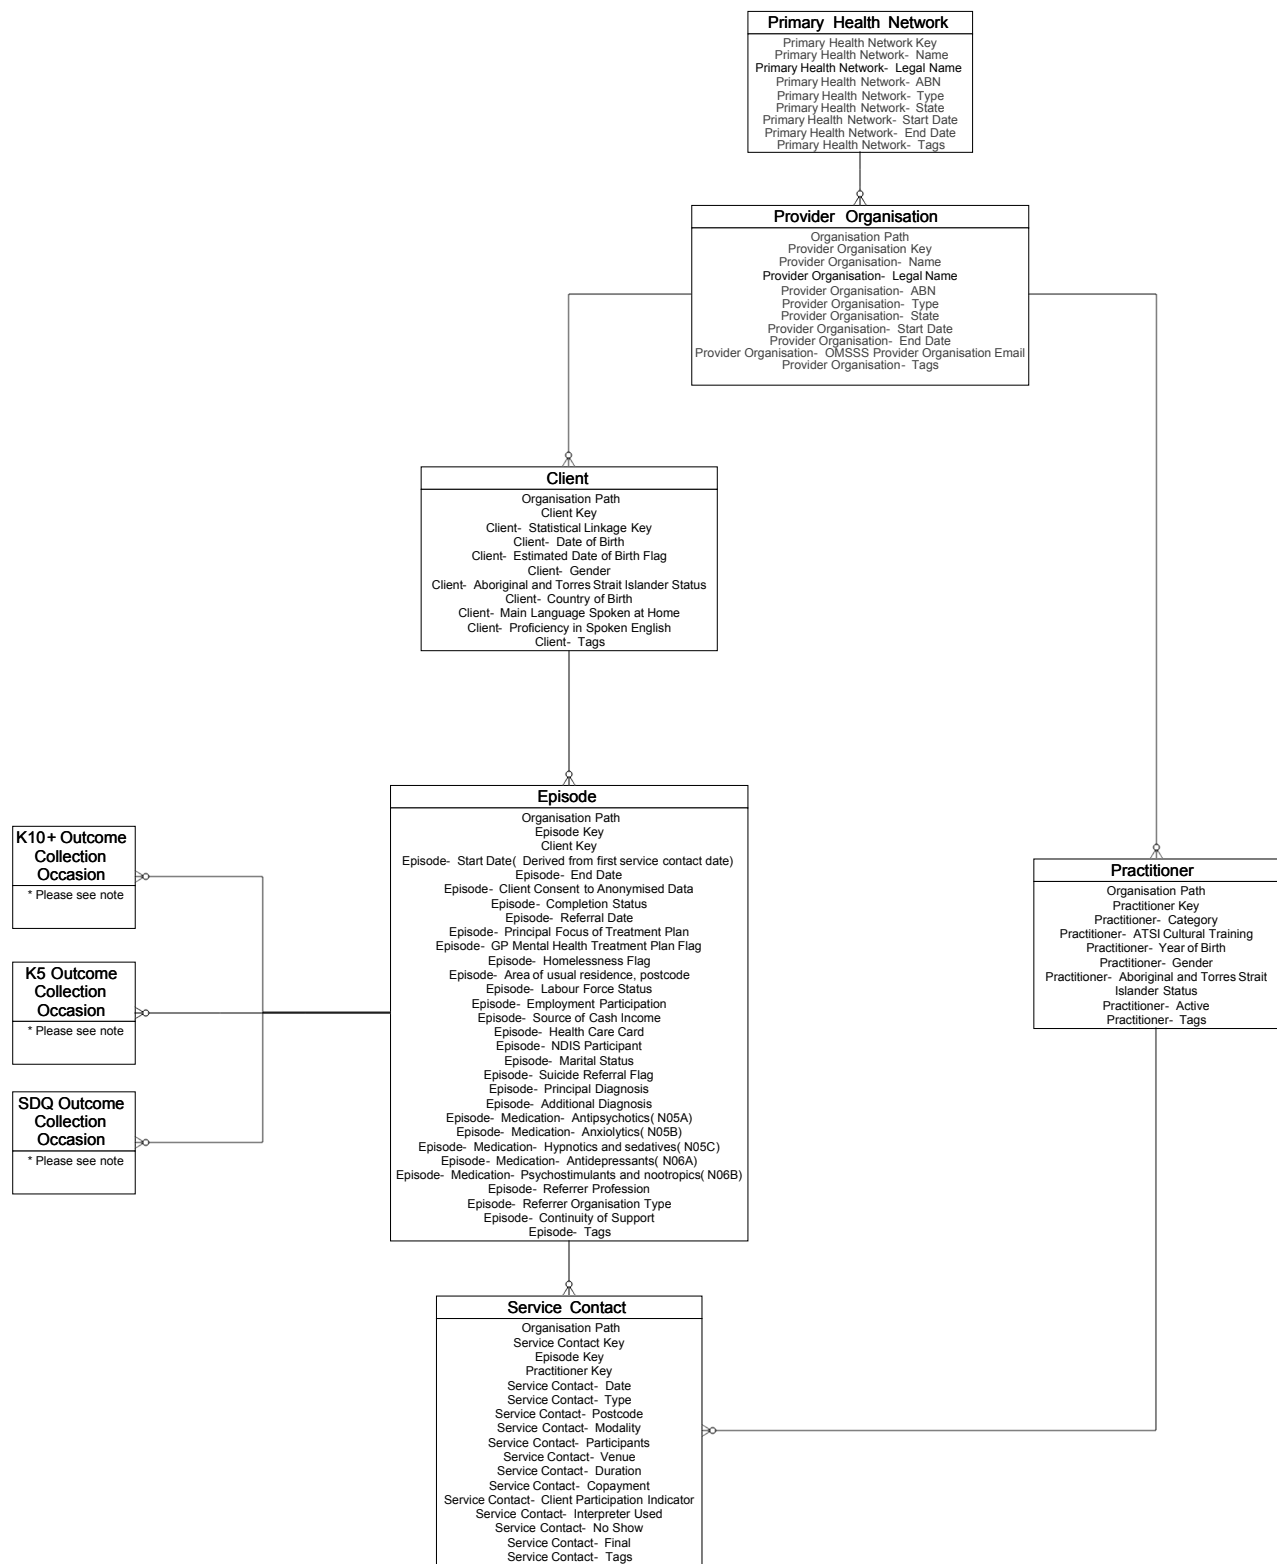 Primary Health Network
Primary Health Network Key
Primary Health Network- Name
Primary Health Network- Legal Name
Primary Health Network- ABN
Primary Health Network- Type
Primary Health Network- State
Primary Health Network- Start Date
Primary Health Network- End Date
Primary Health Network- Tags
Provider Organisation
Organisation Path
Provider Organisation Key
Provider Organisation- Name
Provider Organisation- Legal Name
Provider Organisation- ABN
Provider Organisation- Type
Provider Organisation- State
Provider Organisation- Start Date
Provider Organisation- End Date
Provider Organisation- OMSSS Provider Organisation Email
Provider Organisation- Tags
Client
Organisation Path
Client Key
Client- Statistical Linkage Key
Client- Date of Birth
Client- Estimated Date of Birth Flag
Client- Gender
Client- Aboriginal and Torres Strait Islander Status
Client- Country of Birth
Client- Main Language Spoken at Home
Client- Proficiency in Spoken English
Client- Tags
Episode
Organisation Path
Episode Key
Client Key
Episode- Start Date( Derived from first service contact date)
Episode- End Date
Episode- Client Consent to Anonymised Data
Episode- Completion Status
Episode- Referral Date
Episode- Principal Focus of Treatment Plan
Episode- GP Mental Health Treatment Plan Flag
Episode- Homelessness Flag
Episode- Area of usual residence, postcode
Episode- Labour Force Status
Episode- Employment Participation
Episode- Source of Cash Income
Episode- Health Care Card
Episode- NDIS Participant
Episode- Marital Status
Episode- Suicide Referral Flag
Episode- Principal Diagnosis
Episode- Additional Diagnosis
Episode- Medication- Antipsychotics( N05A)
Episode- Medication- Anxiolytics( N05B)
Episode- Medication- Hypnotics and sedatives( N05C)
Episode- Medication- Antidepressants( N06A)
Episode- Medication- Psychostimulants and nootropics( N06B)
Episode- Referrer Profession
Episode- Referrer Organisation Type
Episode- Continuity of Support
Episode- Tags
K10+ Outcome
Collection
Occasion
* Please see note
K5 Outcome
Collection
Occasion
* Please see note
SDQ Outcome
Collection
Occasion
* Please see note
Practitioner
Organisation Path
Practitioner Key
Practitioner- Category
Practitioner- ATSI Cultural Training
Practitioner- Year of Birth
Practitioner- Gender
Practitioner- Aboriginal and Torres Strait
Islander Status
Practitioner- Active
Practitioner- Tags
Service Contact
Organisation Path
Service Contact Key
Episode Key
Practitioner Key
Service Contact- Date
Service Contact- Type
Service Contact- Postcode
Service Contact- Modality
Service Contact- Participants
Service Contact- Venue
Service Contact- Duration
Service Contact- Copayment
Service Contact- Client Participation Indicator
Service Contact- Interpreter Used
Service Contact- No Show
Service Contact- Final
Service Contact- Tags